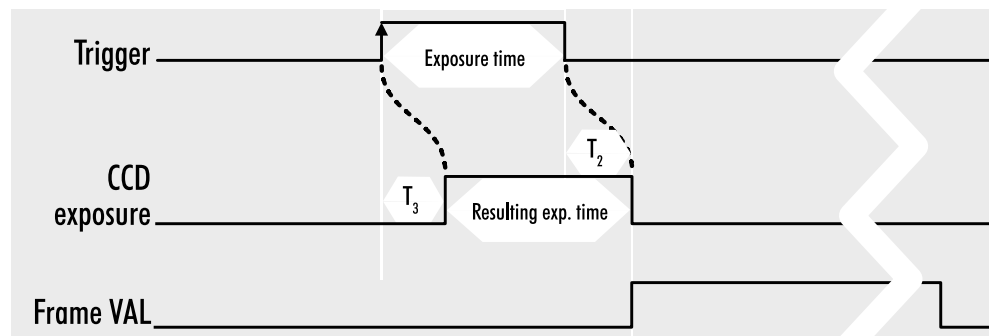 Trigger
Exposure time
T₂
CCD
exposure
T₃
Resulting exp. time
Frame VAL